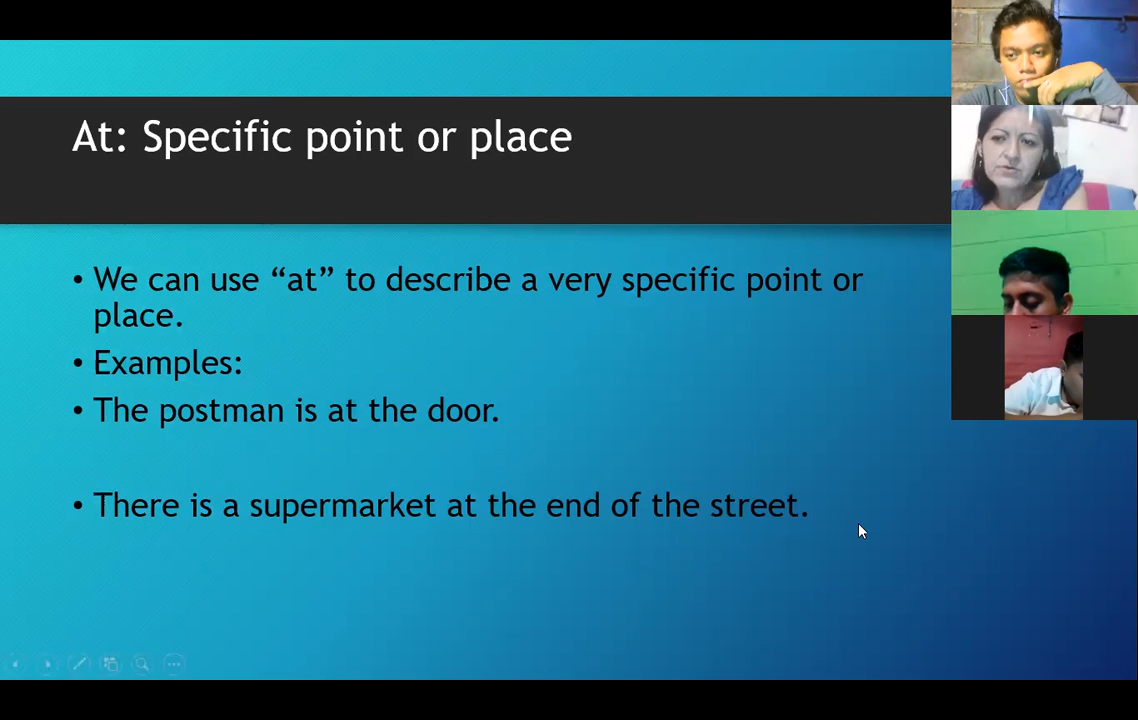 At: Specific point or place
• We can use “at” to describe a very specific point or
place.
• Examples:
• The postman is at the door.
• There is a supermarket at the end of the street.